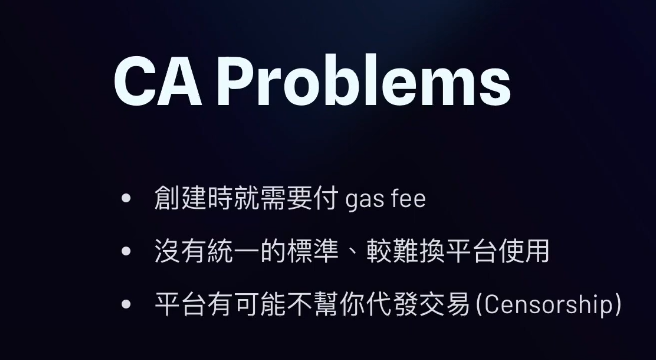 CA Problems
• 創建時就需要付 gas fee
• 沒有統一的標準、較難換平台使用
• 平台有可能不幫你代發交易 (Censorship)